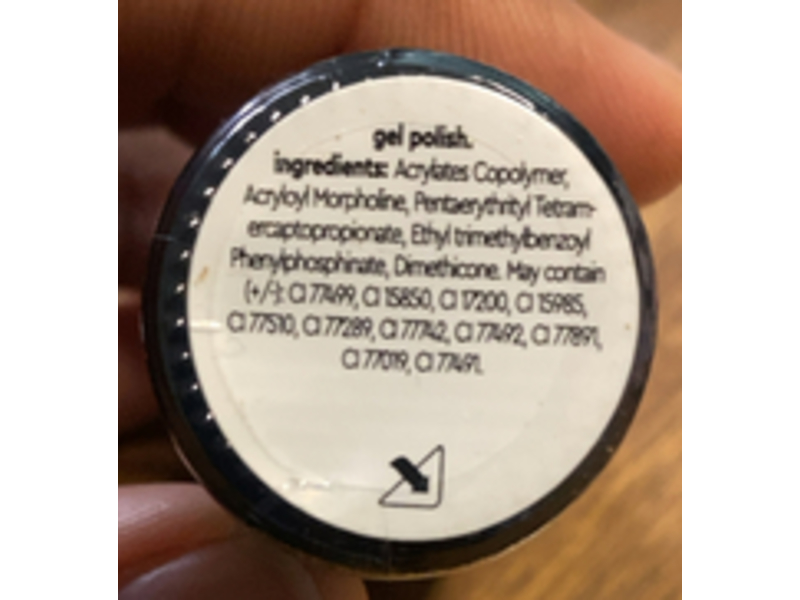 gel polish.
ingredients: Acrylates Copolymer,
Acryloyl Morpholine, Pentaerythrityl Tetram-
ercaptopropionate, Ethyl trimethylbenzoyl
Phenylphosphinate, Dimethicone. May contain
(+/-): CI 77499, CI 15850, CI 17200, CI 15985,
CI 77510, CI 77289, CI 77742, CI 77492, CI 77891,
CI 77019, CI 77491.